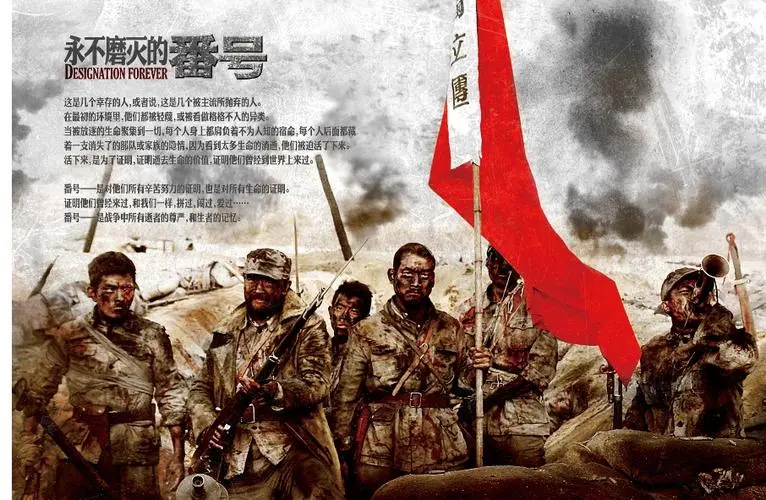 永不磨灭的番号
DESIGNATION FOREVER
这是几个幸存的人,或者说,这是几个被主流所抛弃的人。
在最初的环境里,他们都被轻蔑,或被看做格格不入的异类。
当被放逐的生命聚集到一切,每个人身上都肩负着不为人知的宿命,每个人后面都藏
着一支消失了的部队或家族的隐情,因为看到太多生命的消逝,他们被迫活了下来。
活下来,是为了证明,证明逝去生命的价值,证明他们曾经到世界上来过。
番号——是对他们所有辛苦努力的证明,也是对所有生命的证明。
证明他们曾经来过,和我们一样,拼过,闯过,爱过……
番号——是战争中所有逝者的尊严,和生者的记忆。
立團